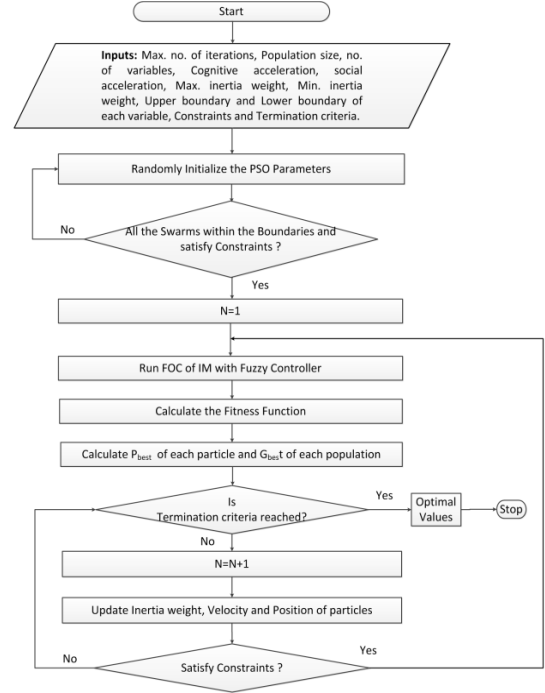 Start
Inputs: Max. no. of iterations, Population size, no.
of variables, Cognitive acceleration, social
acceleration, Max. inertia weight, Min. inertia
weight, Upper boundary and Lower boundary of
each variable, Constraints and Termination criteria.
Randomly Initialize the PSO Parameters
No
All the Swarms within the Boundaries and
satisfy Constraints ?
Yes
N=1
Run FOC of IM with Fuzzy Controller
Calculate the Fitness Function
Calculate Pbest of each particle and Gbest of each population
Is
Termination criteria reached?
Yes
Optimal
Values
Stop
No
N=N+1
Update Inertia weight, Velocity and Position of particles
No
Satisfy Constraints ?
Yes